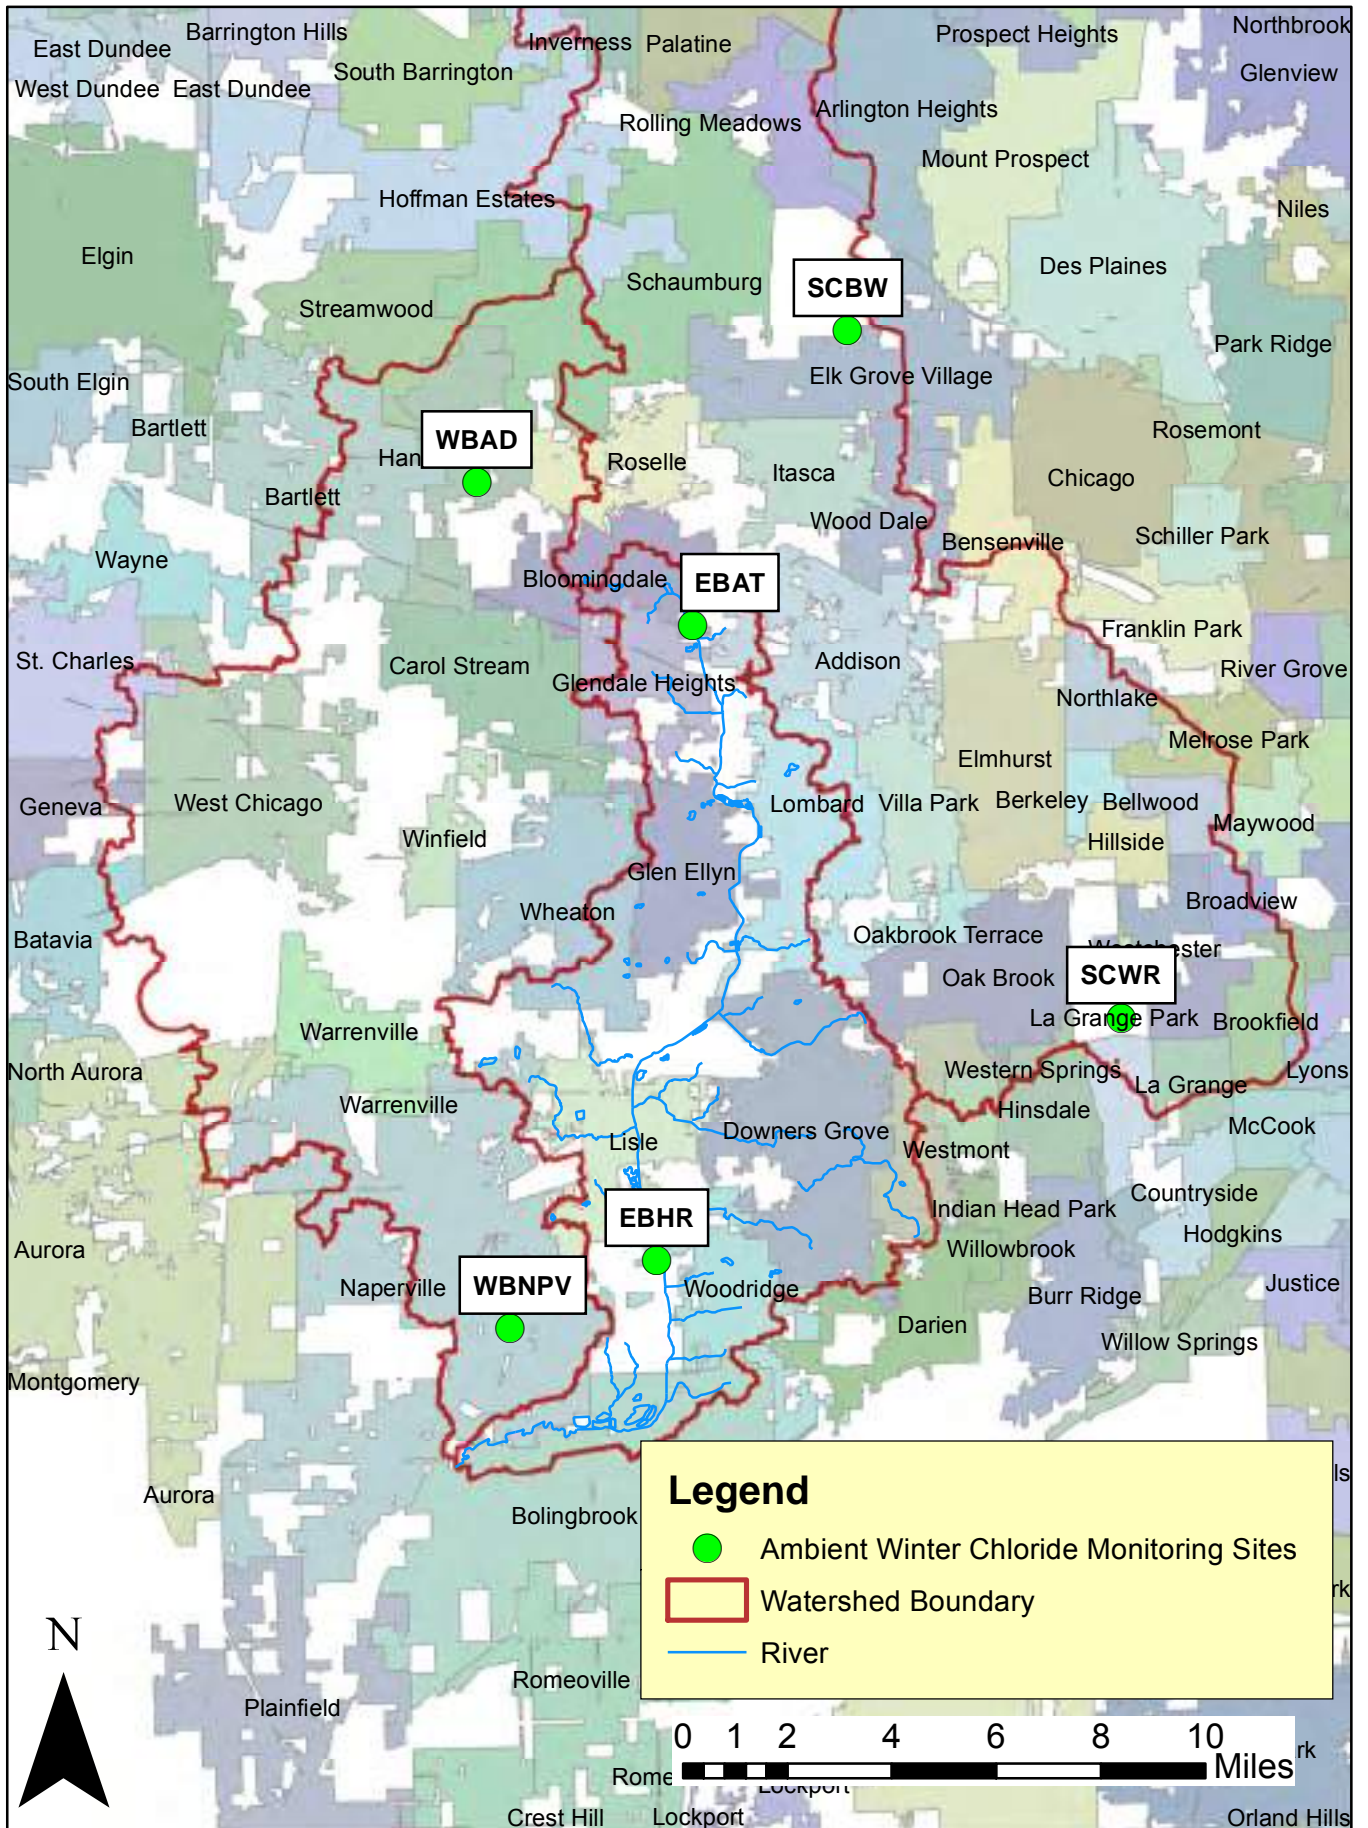 Barrington Hills
Northbrook
East Dundee
Inverness
Palatine
Prospect Heights
South Barrington
Glenview
West Dundee
East Dundee
Arlington Heights
Rolling Meadows
Mount Prospect
Hoffman Estates
Niles
Elgin
Des Plaines
Schaumburg
SCBW
Streamwood
Park Ridge
South Elgin
Elk Grove Village
Bartlett
WBAD
Rosemont
Han
Roselle
Itasca
Chicago
Bartlett
Wood Dale
Schiller Park
Wayne
Bensenville
Bloomingdale
EBAT
Franklin Park
St. Charles
Carol Stream
Addison
River Grove
Glendale Heights
Northlake
Melrose Park
Elmhurst
Geneva
West Chicago
Lombard
Villa Park
Berkeley
Bellwood
Winfield
Maywood
Hillside
Glen Ellyn
Broadview
Wheaton
Batavia
Oakbrook Terrace
Westchester
Oak Brook
SCWR
Warrenville
La Grange Park
Brookfield
North Aurora
Western Springs
La Grange
Lyons
Warrenville
Hinsdale
Lisle
Downers Grove
McCook
Westmont
Countryside
EBHR
Indian Head Park
Aurora
Willowbrook
Hodgkins
Naperville
WBNPV
Woodridge
Justice
Burr Ridge
Darien
Willow Springs
Montgomery
Legend
ls
Aurora
Bolingbrook
Ambient Winter Chloride Monitoring Sites
rk
Watershed Boundary
N
River
Romeoville
Plainfield
0 1 2 4 6 8 10
rk
Miles
Rome
Lockport
Crest Hill
Lockport
Orland Hills